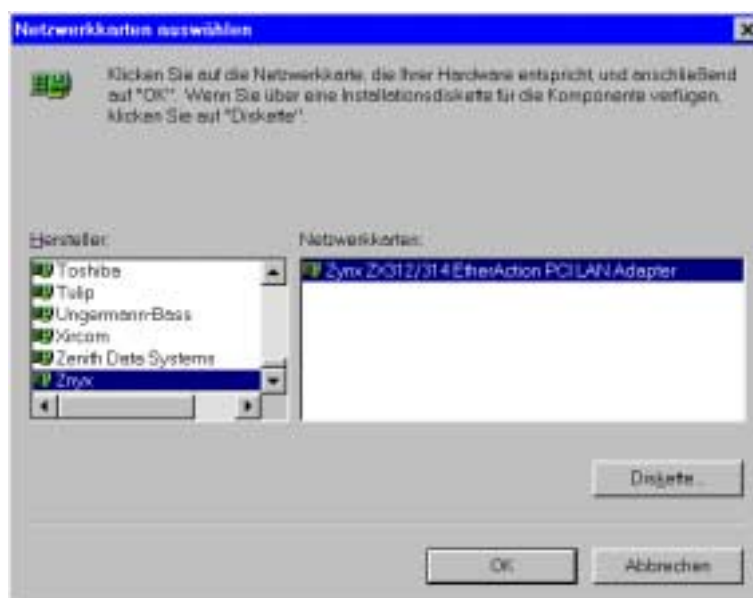 Netzwerkkarten auswählen
Klicken Sie auf die Netzwerkkarte, die Ihrer Hardware entspricht, und anschließend
auf "OK". Wenn Sie über eine Installationsdiskette für die Komponente verfügen,
klicken Sie auf "Diskette".
Hersteller:
Netzwerkkarten:
Toshiba
Tulip
Ungermann-Bass
Xircom
Zenith Data Systems
Znyx
Zynx ZX312/314 EtherAction PCI LAN Adapter
Diskette...
OK
Abbrechen